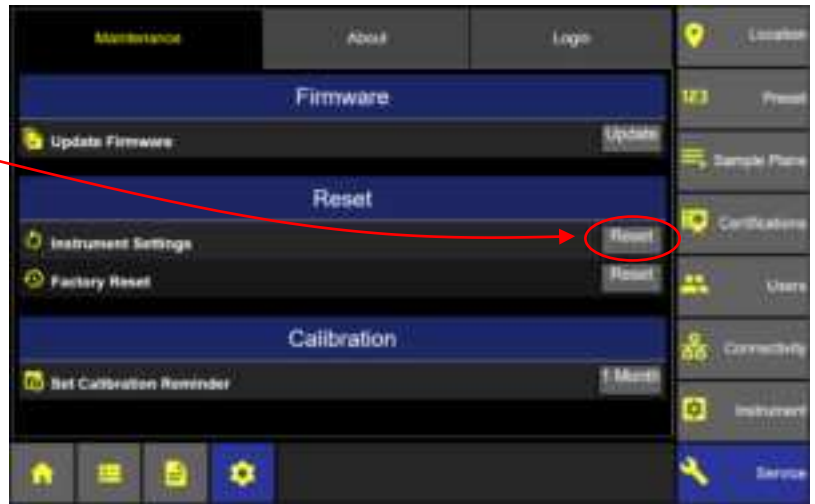 Maintenance About Login
Location
Firmware
123 Preset
Update Firmware Update
Sample Plans
Reset
Certifications
Instrument Settings Reset
Factory Reset Reset
Users
Calibration
Connectivity
Set Calibration Reminder 1 Month
Instrument
Service